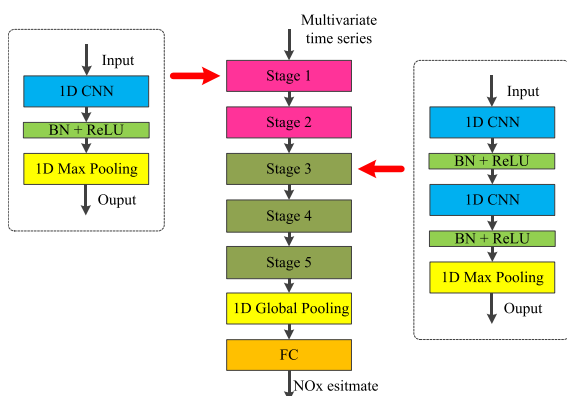 Input
1D CNN
BN + ReLU
1D Max Pooling
Ouput
Multivariate
time series
Stage 1
Stage 2
Stage 3
Stage 4
Stage 5
1D Global Pooling
FC
NOx esitmate
Input
1D CNN
BN + ReLU
1D CNN
BN + ReLU
1D Max Pooling
Ouput